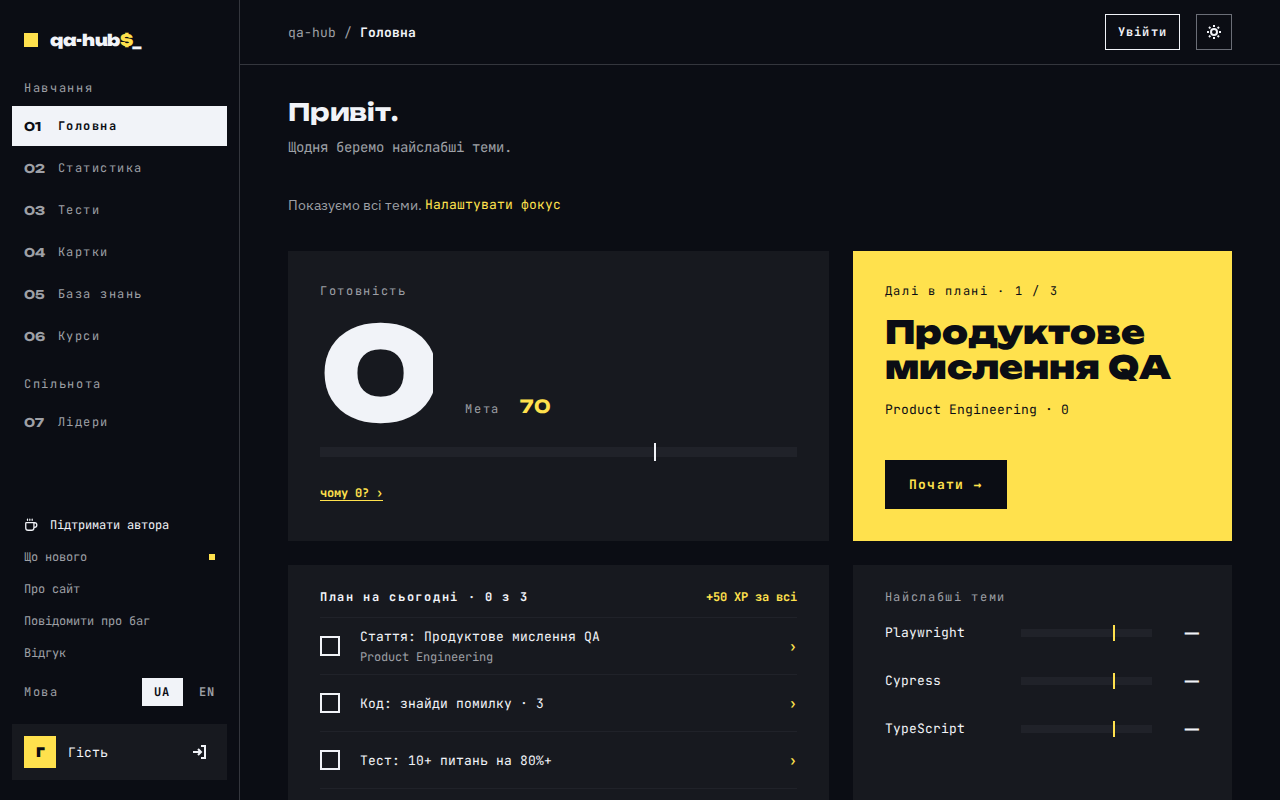 qa·hub$_
Навчання
01 Головна
02 Статистика
03 Тести
04 Картки
05 База знань
06 Курси
Спільнота
07 Лідери
Підтримати автора
Що нового
Про сайт
Повідомити про баг
Відгук
Мова UA EN
Г Гість
qa-hub / Головна
Увійти
Привіт.
Щодня беремо найслабші теми.
Показуємо всі теми. Налаштувати фокус
Готовність
0 Мета 70
чому 0? ›
Далі в плані · 1 / 3
Продуктове
мислення QA
Product Engineering · 0
Почати →
План на сьогодні · 0 з 3 +50 XP за всі
Стаття: Продуктове мислення QA ›
Product Engineering
Код: знайди помилку · 3 ›
Тест: 10+ питань на 80%+ ›
Найслабші теми
Playwright —
Cypress —
TypeScript —